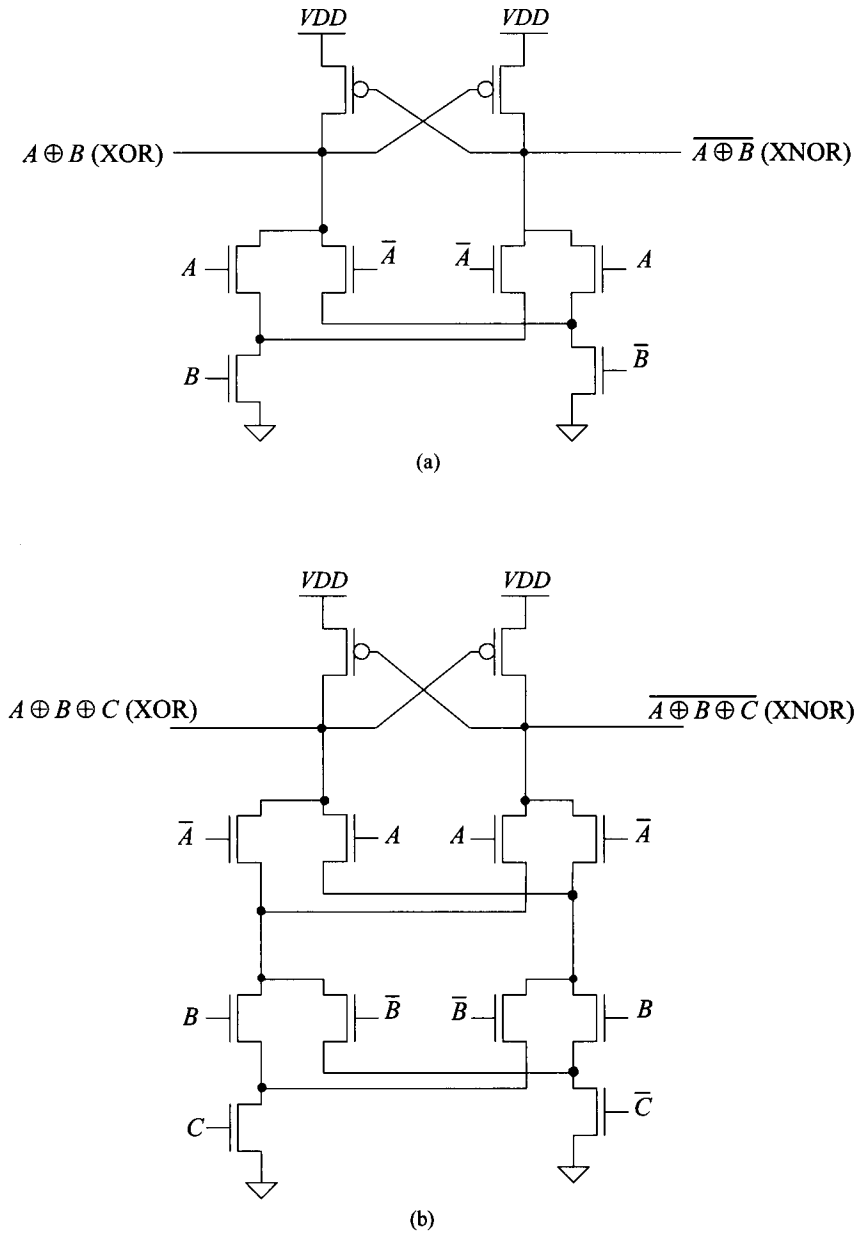 VDD VDD
A ⊕ B (XOR) A̅ ⊕ B̅ (XNOR)
A A̅ A̅ A
B B̅
(a)
VDD VDD
A ⊕ B ⊕ C (XOR) A̅ ⊕ B̅ ⊕ C̅ (XNOR)
A̅ A A A̅
B B̅ B̅ B
C C̅
(b)